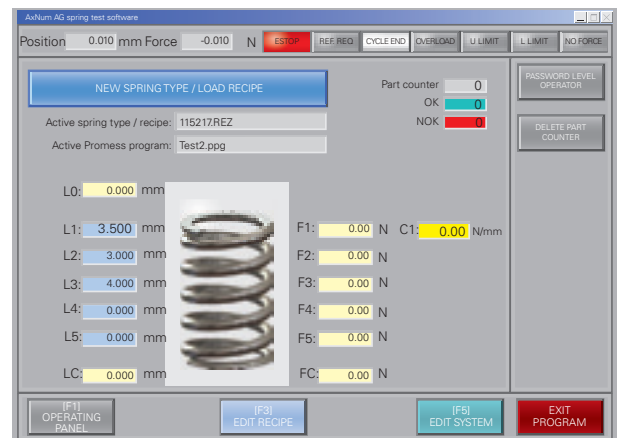 AxNum AG spring test software
Position 0.010 mm Force -0.010 N ESTOP REF REQ CYCLE END OVERLOAD U LIMIT L LIMIT NO FORCE
NEW SPRING TYPE / LOAD RECIPE
Part counter 0
OK 0
NOK 0
PASSWORD LEVEL
OPERATOR
DELETE PART
COUNTER
Active spring type / recipe: 115217.REZ
Active Promess program: Test2.ppg
L0: 0.000 mm
L1: 3.500 mm F1: 0.00 N C1: 0.00 N/mm
L2: 3.000 mm F2: 0.00 N
L3: 4.000 mm F3: 0.00 N
L4: 0.000 mm F4: 0.00 N
L5: 0.000 mm F5: 0.00 N
LC: 0.000 mm FC: 0.00 N
[F1]
OPERATING
PANEL
[F3]
EDIT RECIPE
[F5]
EDIT SYSTEM
EXIT
PROGRAM